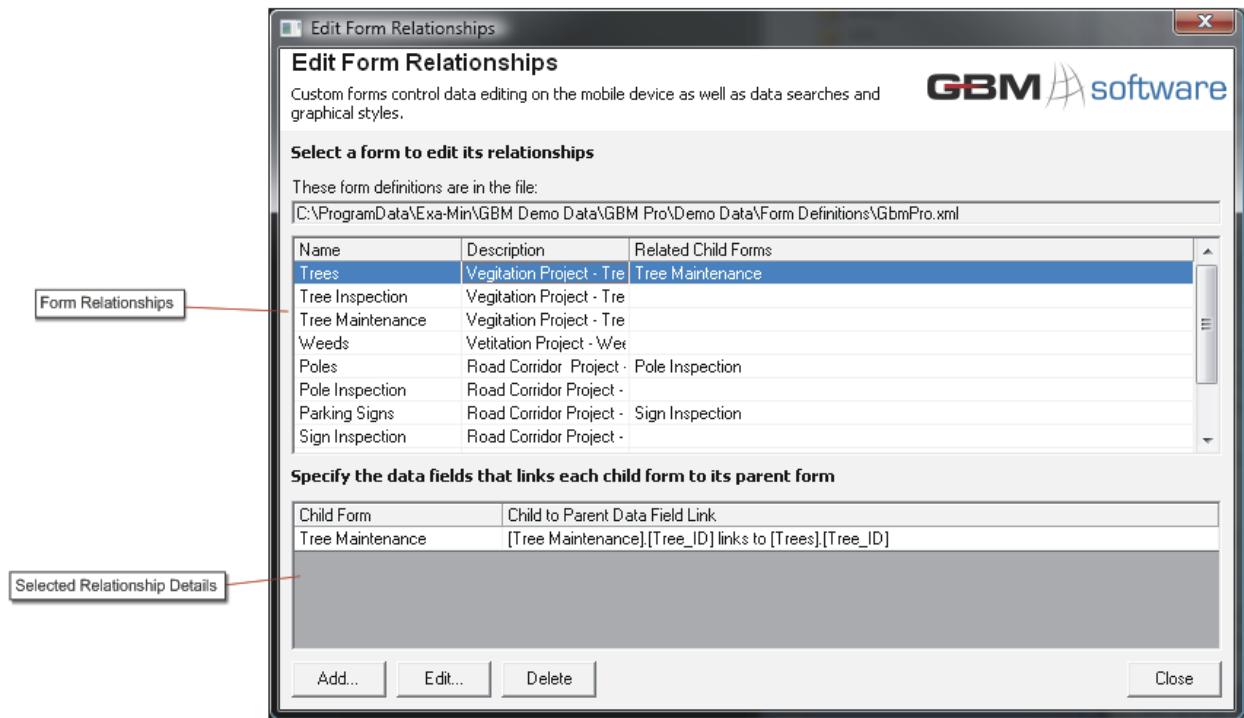 Edit Form Relationships
Edit Form Relationships
Custom forms control data editing on the mobile device as well as data searches and
graphical styles.
GBM software
Select a form to edit its relationships
These form definitions are in the file:
C:\ProgramData\Exa-Min\GBM Demo Data\GBM Pro\Demo Data\Form Definitions\GbmPro.xml
Name Description Related Child Forms
Trees Vegitation Project - Tre Tree Maintenance
Tree Inspection Vegitation Project - Tre
Form Relationships
Tree Maintenance Vegitation Project - Tre
Weeds Vetitation Project - Wee
Poles Road Corridor Project - Pole Inspection
Pole Inspection Road Corridor Project -
Parking Signs Road Corridor Project - Sign Inspection
Sign Inspection Road Corridor Project -
Specify the data fields that links each child form to its parent form
Child Form Child to Parent Data Field Link
Tree Maintenance [Tree Maintenance].[Tree_ID] links to [Trees].[Tree_ID]
Selected Relationship Details
Add... Edit... Delete Close